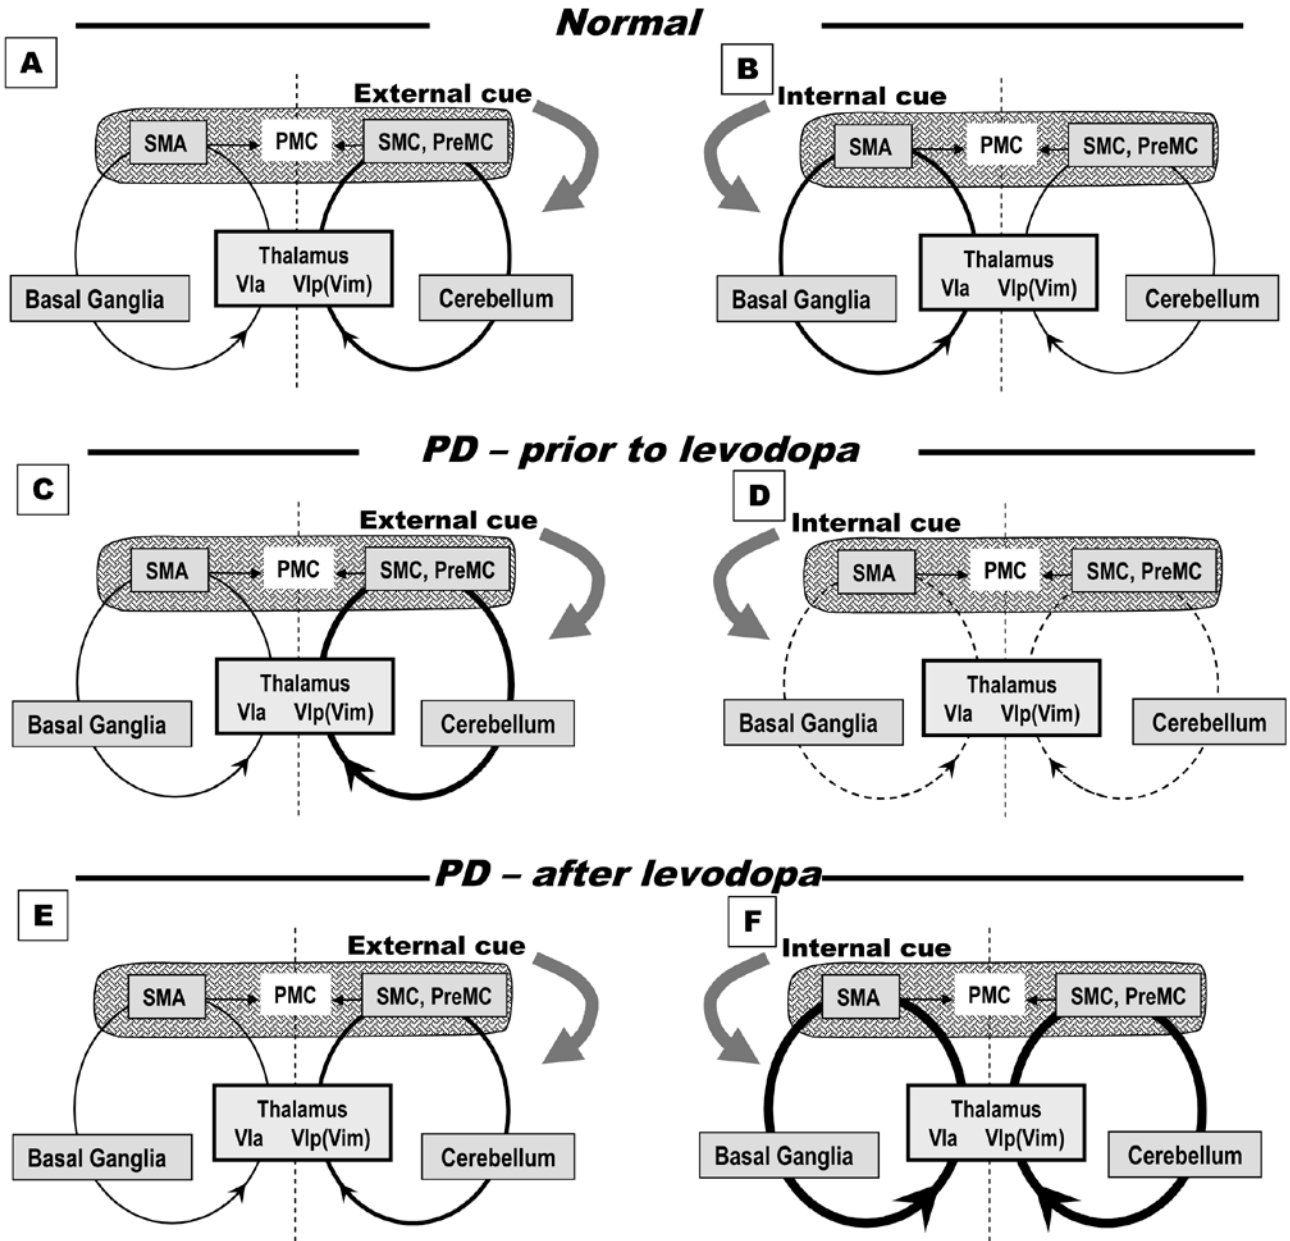 Normal
A
External cue
SMA
PMC
SMC, PreMC
Thalamus
Vla Vlp(Vim)
Basal Ganglia
Cerebellum
B
Internal cue
SMA
PMC
SMC, PreMC
Thalamus
Vla Vlp(Vim)
Basal Ganglia
Cerebellum
PD – prior to levodopa
C
External cue
SMA
PMC
SMC, PreMC
Thalamus
Vla Vlp(Vim)
Basal Ganglia
Cerebellum
D
Internal cue
SMA
PMC
SMC, PreMC
Thalamus
Vla Vlp(Vim)
Basal Ganglia
Cerebellum
PD – after levodopa
E
External cue
SMA
PMC
SMC, PreMC
Thalamus
Vla Vlp(Vim)
Basal Ganglia
Cerebellum
F
Internal cue
SMA
PMC
SMC, PreMC
Thalamus
Vla Vlp(Vim)
Basal Ganglia
Cerebellum